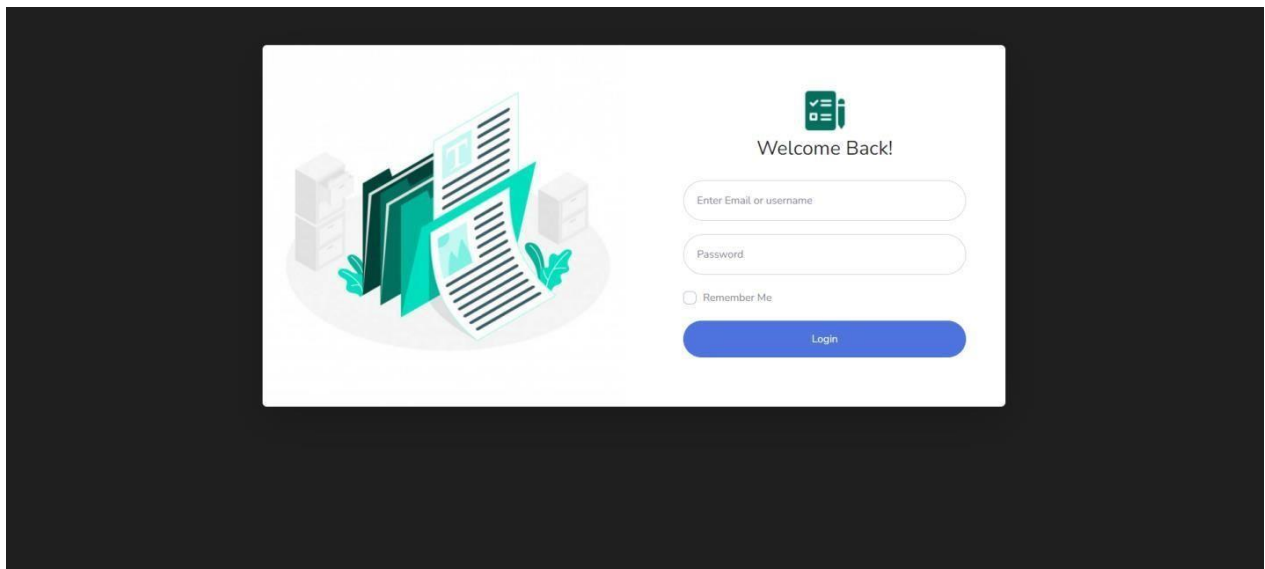 T
Welcome Back!
Enter Email or username
Password
Remember Me
Login